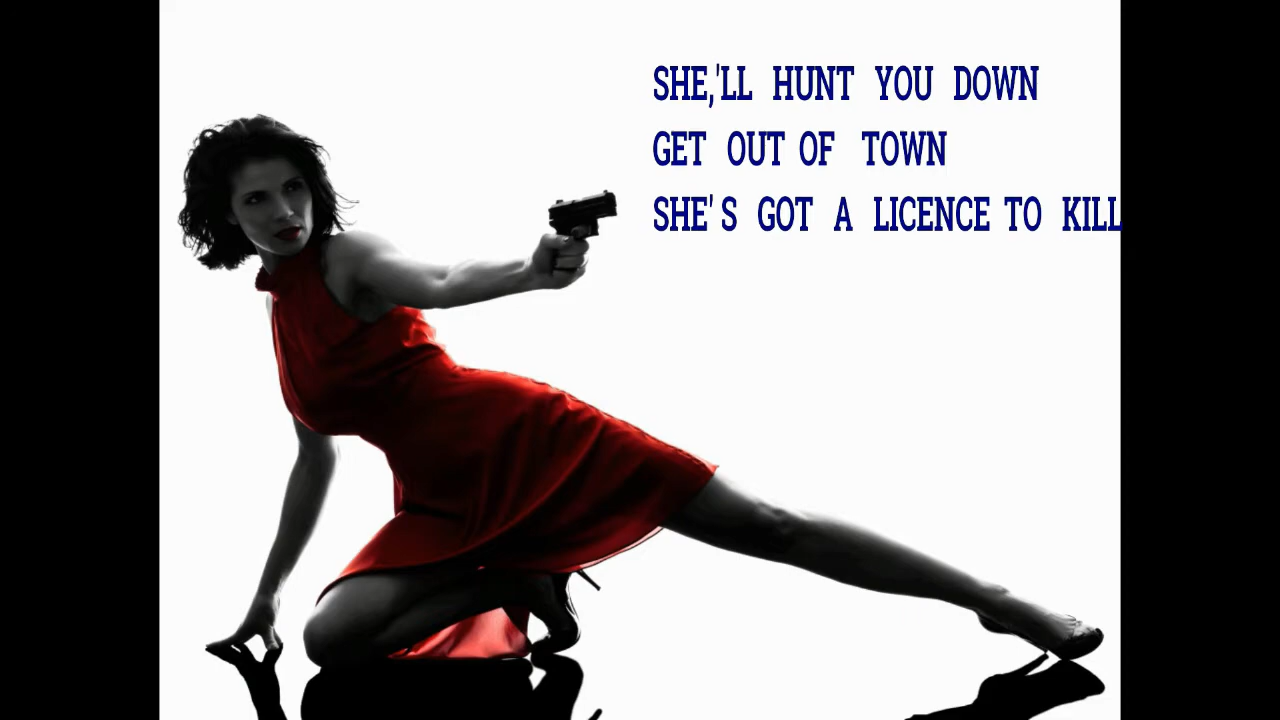 SHE,'LL HUNT YOU DOWN
GET OUT OF TOWN
SHE'S GOT A LICENCE TO KILL